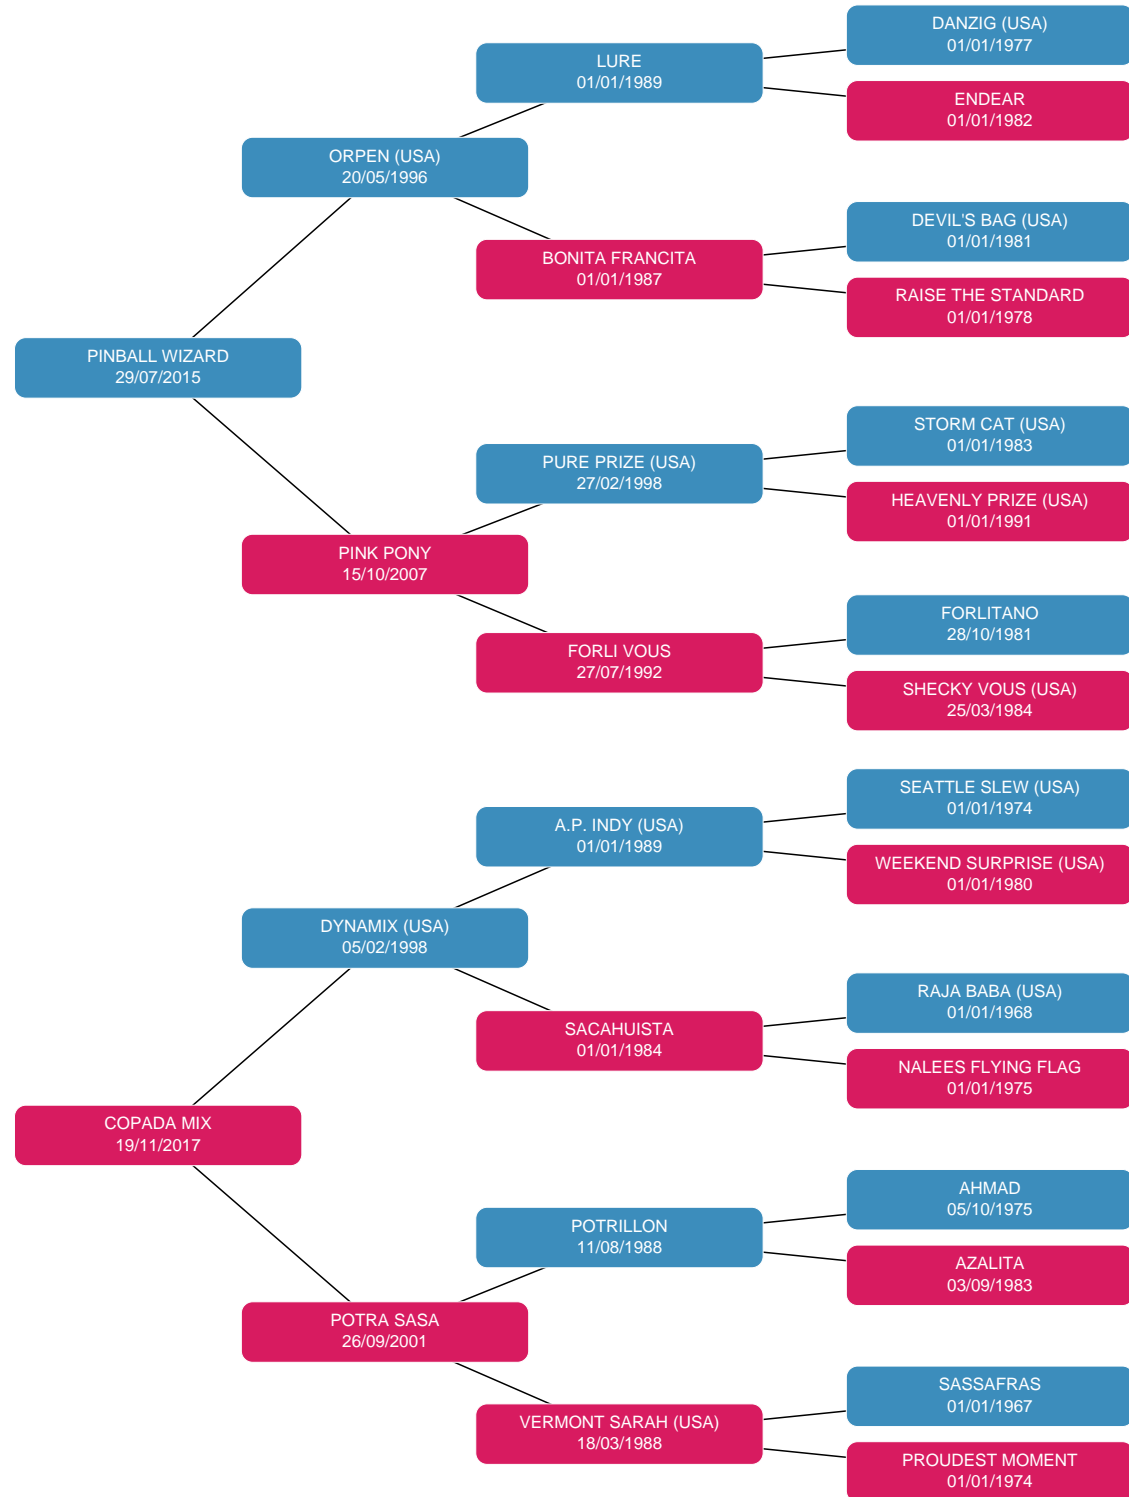 DANZIG (USA)
01/01/1977
LURE
01/01/1989
ENDEAR
01/01/1982
ORPEN (USA)
20/05/1996
DEVIL'S BAG (USA)
01/01/1981
BONITA FRANCITA
01/01/1987
RAISE THE STANDARD
01/01/1978
PINBALL WIZARD
29/07/2015
STORM CAT (USA)
01/01/1983
PURE PRIZE (USA)
27/02/1998
HEAVENLY PRIZE (USA)
01/01/1991
PINK PONY
15/10/2007
FORLITANO
28/10/1981
FORLI VOUS
27/07/1992
SHECKY VOUS (USA)
25/03/1984
SEATTLE SLEW (USA)
01/01/1974
A.P. INDY (USA)
01/01/1989
WEEKEND SURPRISE (USA)
01/01/1980
DYNAMIX (USA)
05/02/1998
RAJA BABA (USA)
01/01/1968
SACAHUISTA
01/01/1984
NALEES FLYING FLAG
01/01/1975
COPADA MIX
19/11/2017
AHMAD
05/10/1975
POTRILLON
11/08/1988
AZALITA
03/09/1983
POTRA SASA
26/09/2001
SASSAFRAS
01/01/1967
VERMONT SARAH (USA)
18/03/1988
PROUDEST MOMENT
01/01/1974